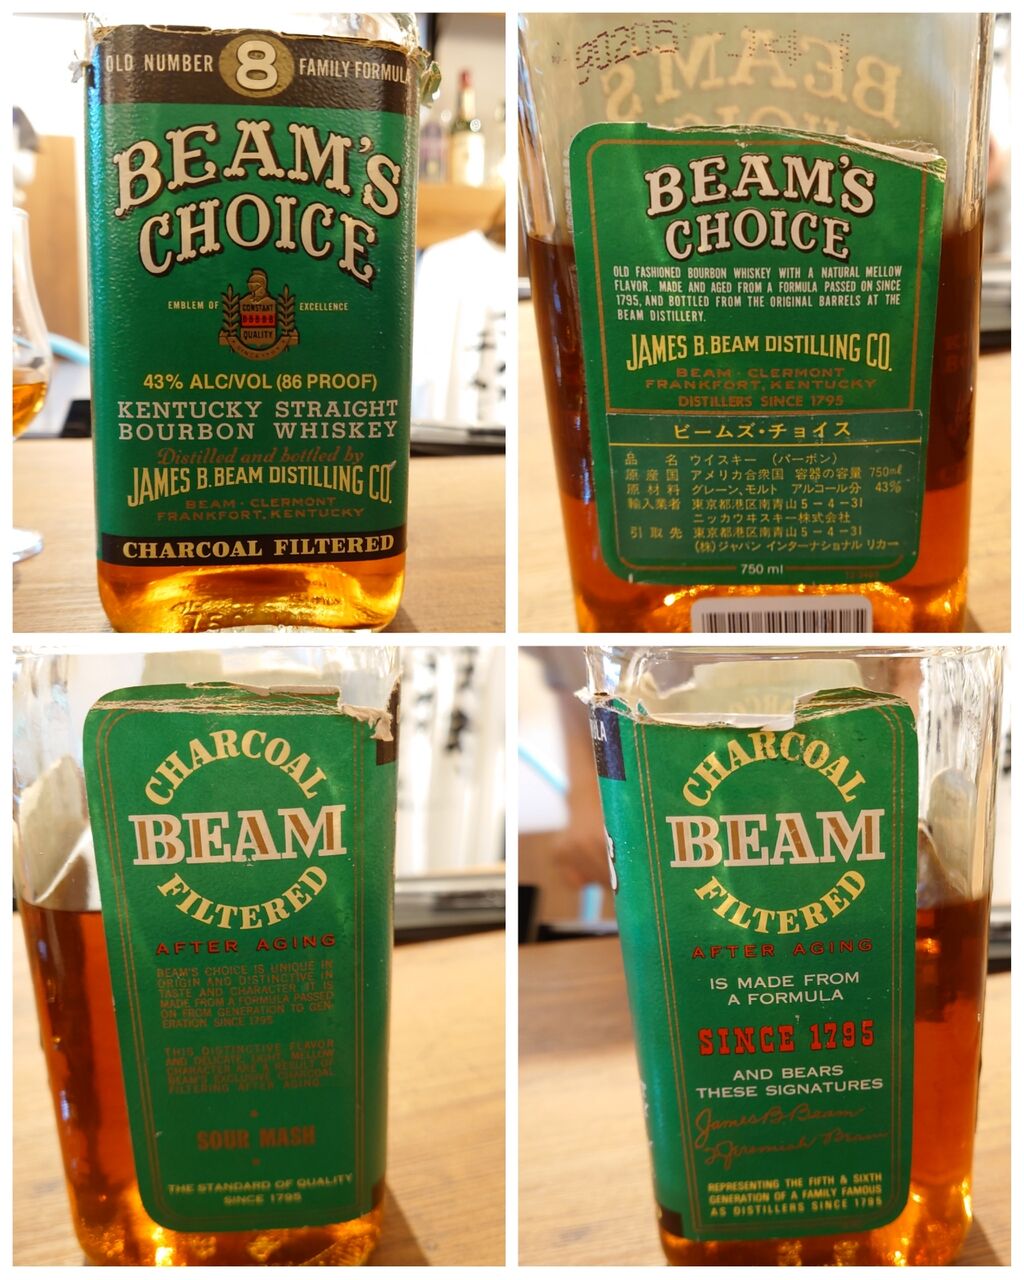 OLD NUMBER 8 FAMILY FORMULA
BEAM'S
CHOICE
EMBLEM OF EXCELLENCE
CONSTANT
QUALITY
43% ALC/VOL (86 PROOF)
KENTUCKY STRAIGHT
BOURBON WHISKEY
Distilled and bottled by
JAMES B. BEAM DISTILLING CO.
BEAM · CLERMONT
FRANKFORT, KENTUCKY
CHARCOAL FILTERED
BEAM'S
CHOICE
OLD FASHIONED BOURBON WHISKEY WITH A NATURAL MELLOW
FLAVOR. MADE AND AGED FROM A FORMULA PASSED ON SINCE
1795, AND BOTTLED FROM THE ORIGINAL BARRELS AT THE
BEAM DISTILLERY.
JAMES B. BEAM DISTILLING CO.
BEAM · CLERMONT
FRANKFORT, KENTUCKY
DISTILLERS SINCE 1795
ビームズ・チョイス
品 名 ウイスキー (バーボン)
原産国 アメリカ合衆国 容器の容量 750ml
原材料 グレーン、モルト アルコール分 43%
輸入業者 東京都港区南青山5-4-31
ニッカウヰスキー株式会社
引取先 東京都港区南青山5-4-31
(株)ジャパン インターナショナル リカー
750 ml
CHARCOAL
BEAM
FILTERED
AFTER AGING
BEAM'S CHOICE IS UNIQUE IN
ORIGIN AND DISTINCTIVE IN
TASTE AND CHARACTER. IT IS
MADE FROM A FORMULA PASSED
ON FROM GENERATION TO GEN-
ERATION SINCE 1795.
THIS DISTINCTIVE FLAVOR
AND DELICATE, LIGHT, MELLOW
CHARACTER ARE A RESULT OF
BEAM'S EXCLUSIVE CHARCOAL
FILTERING AFTER AGING.
SOUR MASH
THE STANDARD OF QUALITY
SINCE 1795
CHARCOAL
BEAM
FILTERED
AFTER AGING
IS MADE FROM
A FORMULA
SINCE 1795
AND BEARS
THESE SIGNATURES
James B Beam
T Jeremiah Beam
REPRESENTING THE FIFTH & SIXTH
GENERATION OF A FAMILY FAMOUS
AS DISTILLERS SINCE 1795